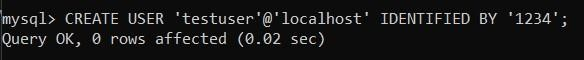 mysql> CREATE USER 'testuser'@'localhost' IDENTIFIED BY '1234';
Query OK, 0 rows affected (0.02 sec)